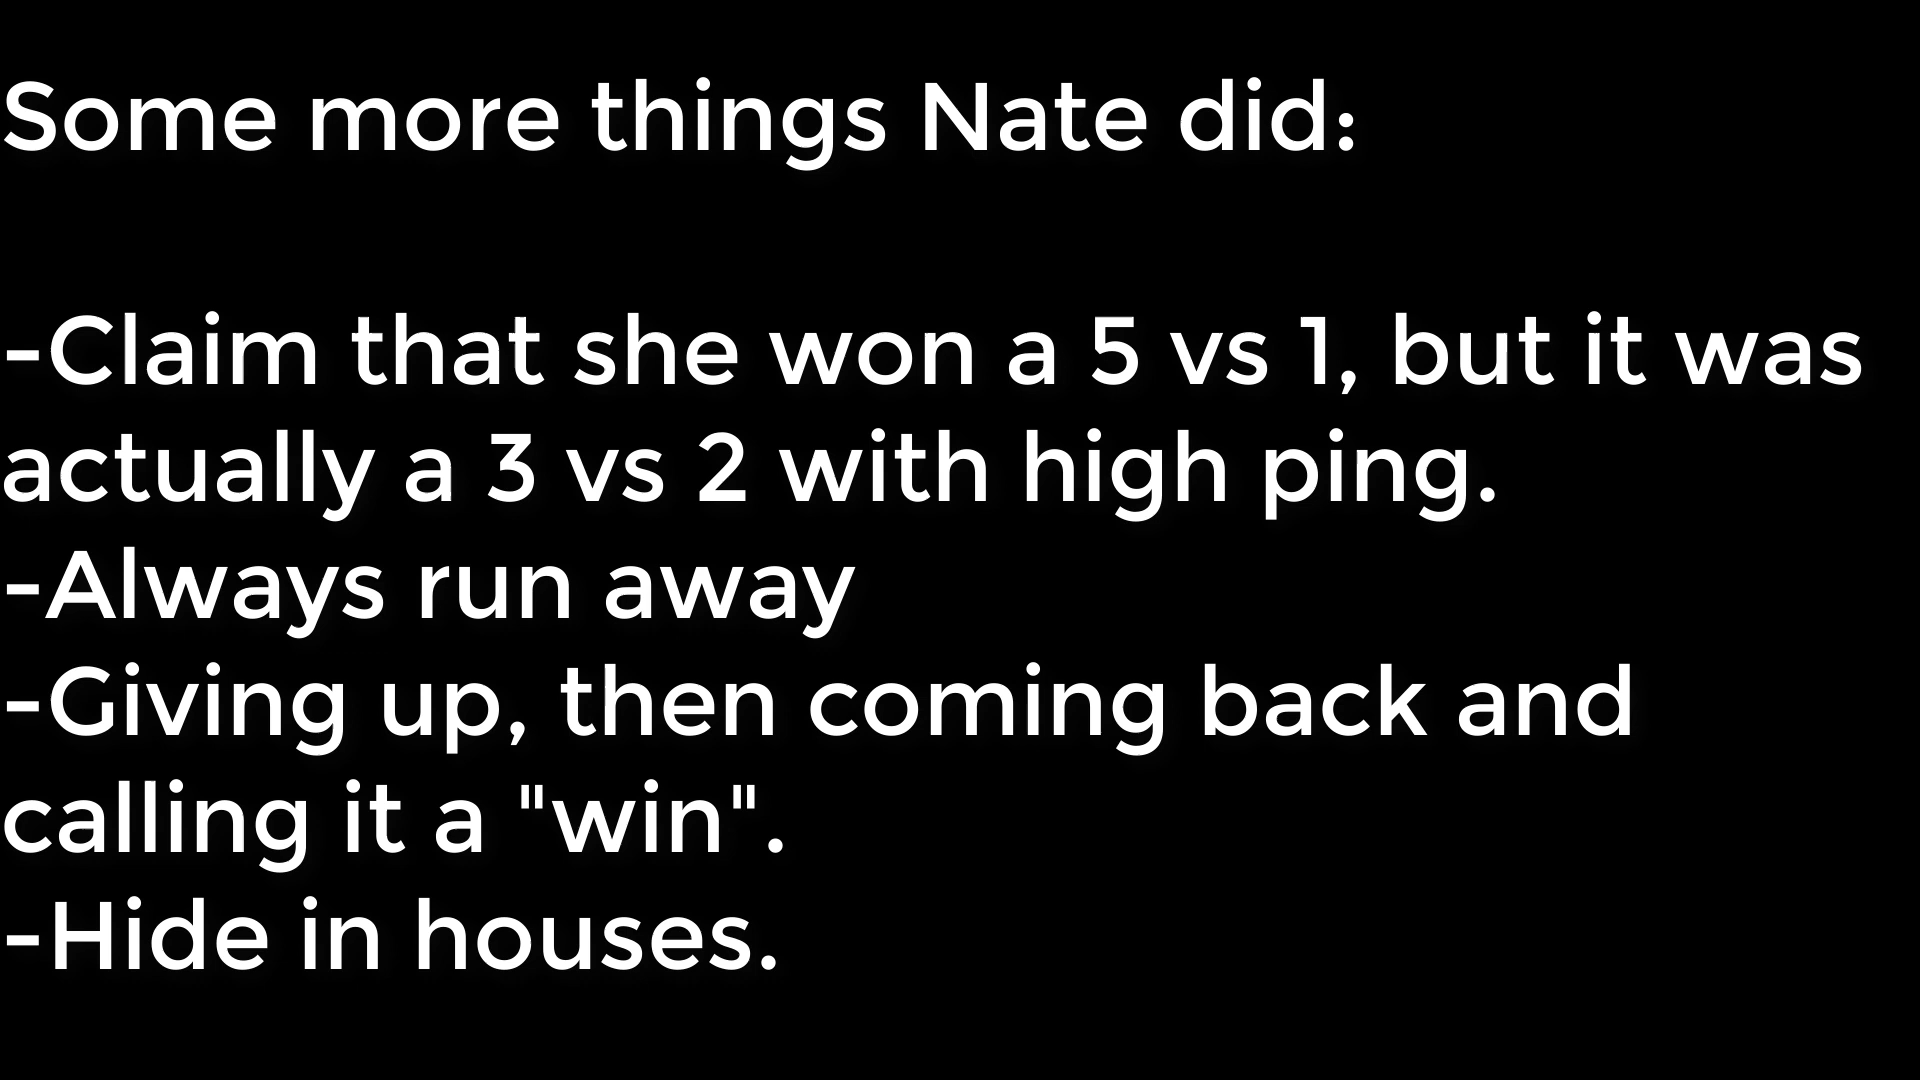 Some more things Nate did:
-Claim that she won a 5 vs 1, but it was
actually a 3 vs 2 with high ping.
-Always run away
-Giving up, then coming back and
calling it a "win".
-Hide in houses.